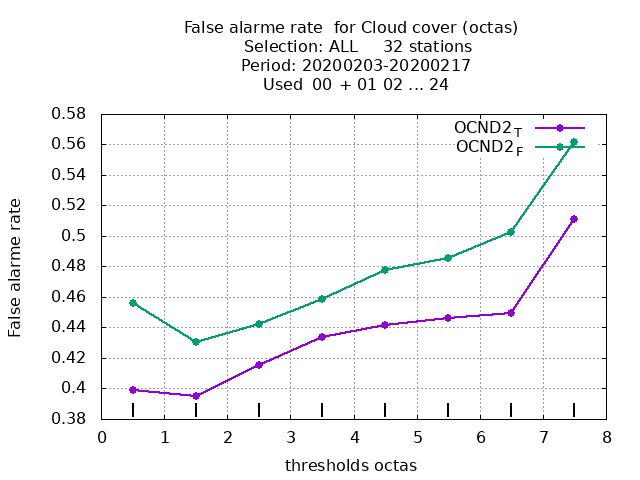 False alarme rate  for Cloud cover (octas)
Selection: ALL     32 stations
Period: 20200203-20200217
Used  00 + 01 02 ... 24
OCND2T
OCND2F
False alarme rate
0.58
0.56
0.54
0.52
0.5
0.48
0.46
0.44
0.42
0.4
0.38
0 1 2 3 4 5 6 7 8
thresholds octas